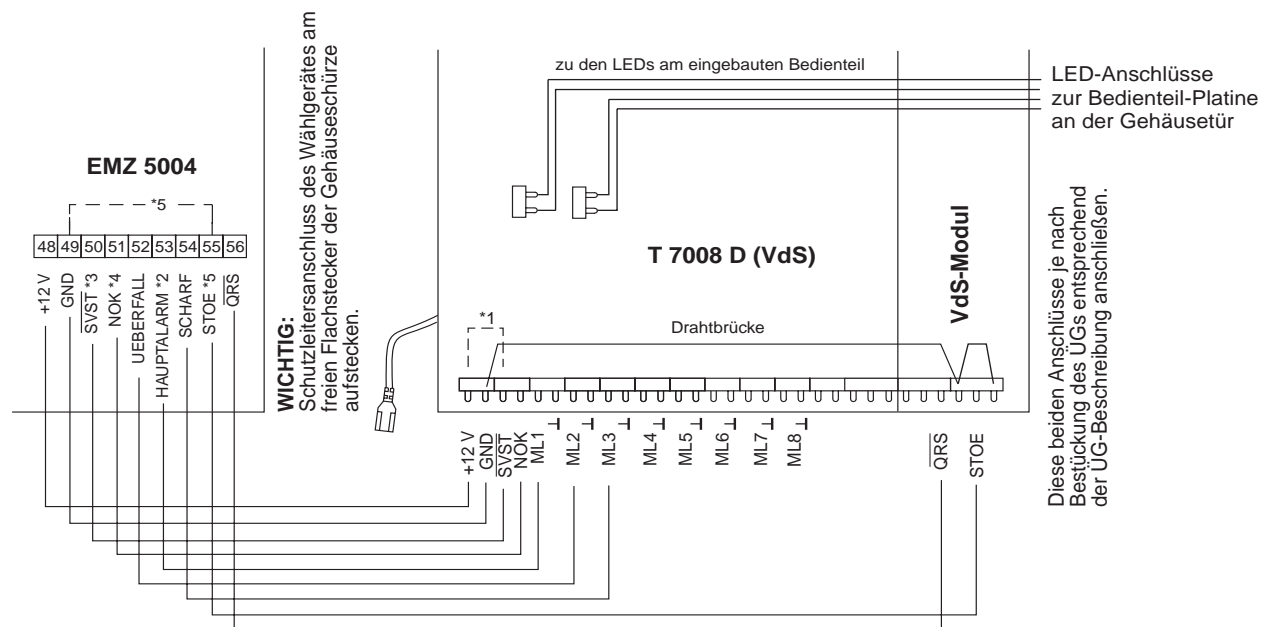 zu den LEDs am eingebauten Bedienteil
LED-Anschlüsse
zur Bedienteil-Platine
an der Gehäusetür
EMZ 5004
*5
48 49 50 51 52 53 54 55 56
+12 V
GND
SVST *3
NOK *4
UEBERFALL
HAUPTALARM *2
SCHARF
STOE *5
QRS
WICHTIG:
Schutzleitersanschluss des Wählgerätes am
freien Flachstecker der Gehäuseschürze
aufstecken.
T 7008 D (VdS)
VdS-Modul
*1
Drahtbrücke
+12 V
GND
SVST
NOK
ML1
ML2
ML3
ML4
ML5
ML6
ML7
ML8
QRS
STOE
Diese beiden Anschlüsse je nach
Bestückung des ÜGs entsprechend
der ÜG-Beschreibung anschließen.